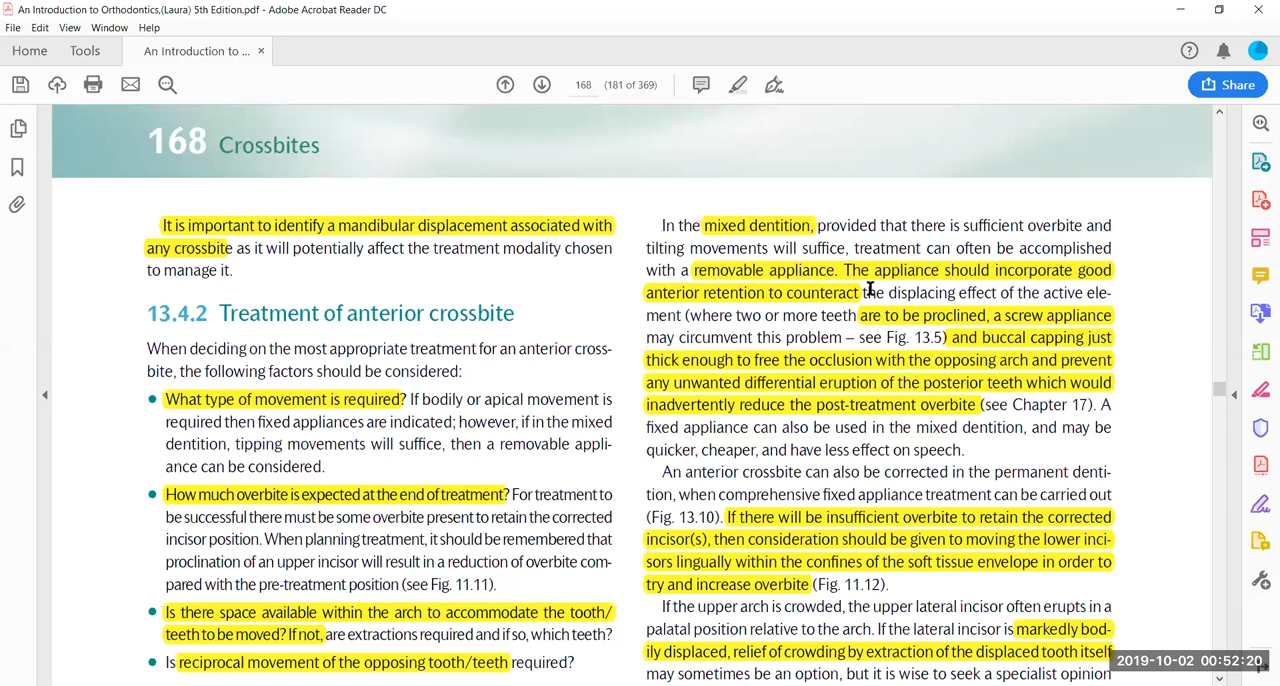 An Introduction to Orthodontics,(Laura) 5th Edition.pdf - Adobe Acrobat Reader DC
File Edit View Window Help
Home Tools An Introduction to ... ×
168 (181 of 369) Share
168 Crossbites
It is important to identify a mandibular displacement associated with
any crossbite as it will potentially affect the treatment modality chosen
to manage it.
13.4.2 Treatment of anterior crossbite
When deciding on the most appropriate treatment for an anterior cross-
bite, the following factors should be considered:
• What type of movement is required? If bodily or apical movement is
required then fixed appliances are indicated; however, if in the mixed
dentition, tipping movements will suffice, then a removable appli-
ance can be considered.
• How much overbite is expected at the end of treatment? For treatment to
be successful there must be some overbite present to retain the corrected
incisor position. When planning treatment, it should be remembered that
proclination of an upper incisor will result in a reduction of overbite com-
pared with the pre-treatment position (see Fig. 11.11).
• Is there space available within the arch to accommodate the tooth/
teeth to be moved? If not, are extractions required and if so, which teeth?
• Is reciprocal movement of the opposing tooth/teeth required?
In the mixed dentition, provided that there is sufficient overbite and
tilting movements will suffice, treatment can often be accomplished
with a removable appliance. The appliance should incorporate good
anterior retention to counteract the displacing effect of the active ele-
ment (where two or more teeth are to be proclined, a screw appliance
may circumvent this problem – see Fig. 13.5) and buccal capping just
thick enough to free the occlusion with the opposing arch and prevent
any unwanted differential eruption of the posterior teeth which would
inadvertently reduce the post-treatment overbite (see Chapter 17). A
fixed appliance can also be used in the mixed dentition, and may be
quicker, cheaper, and have less effect on speech.
An anterior crossbite can also be corrected in the permanent denti-
tion, when comprehensive fixed appliance treatment can be carried out
(Fig. 13.10). If there will be insufficient overbite to retain the corrected
incisor(s), then consideration should be given to moving the lower inci-
sors lingually within the confines of the soft tissue envelope in order to
try and increase overbite (Fig. 11.12).
If the upper arch is crowded, the upper lateral incisor often erupts in a
palatal position relative to the arch. If the lateral incisor is markedly bod-
ily displaced, relief of crowding by extraction of the displaced tooth itself
may sometimes be an option, but it is wise to seek a specialist opinion
2019-10-02 00:52:20